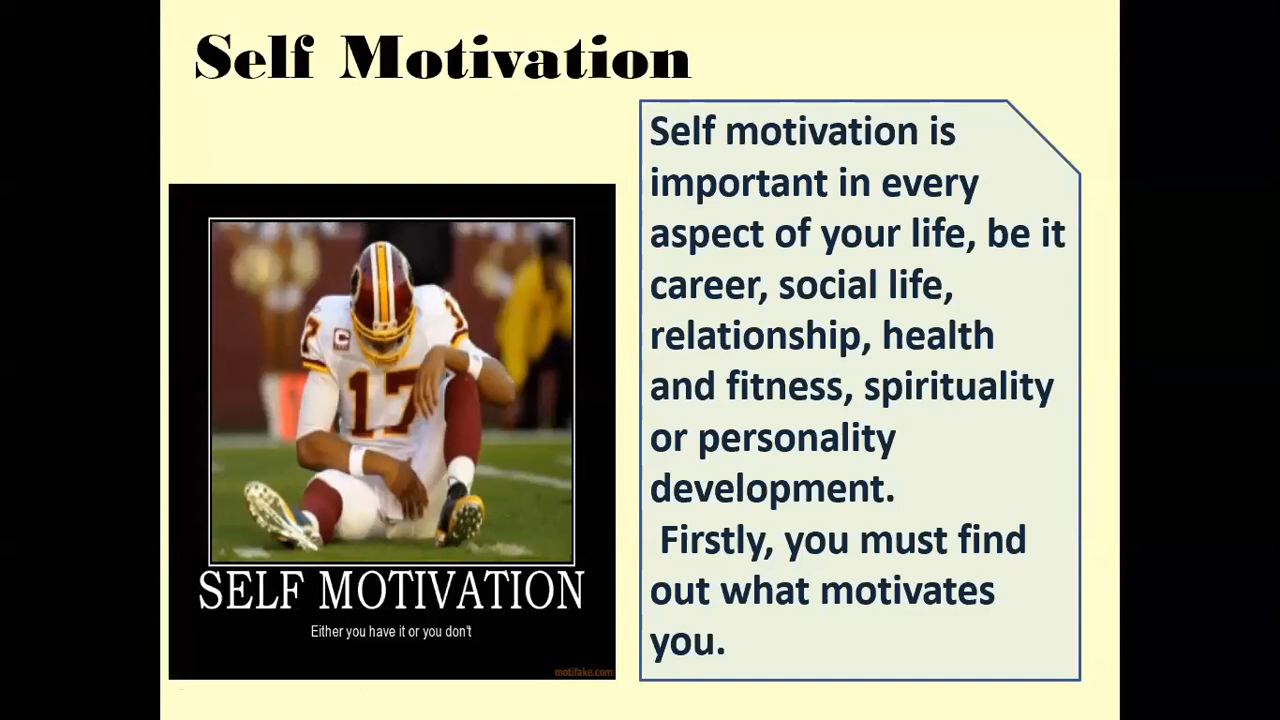 Self Motivation
Self motivation is
important in every
aspect of your life, be it
career, social life,
relationship, health
and fitness, spirituality
or personality
development.
Firstly, you must find
out what motivates
you.
17
C
17
SELF MOTIVATION
Either you have it or you don't
motifake.com